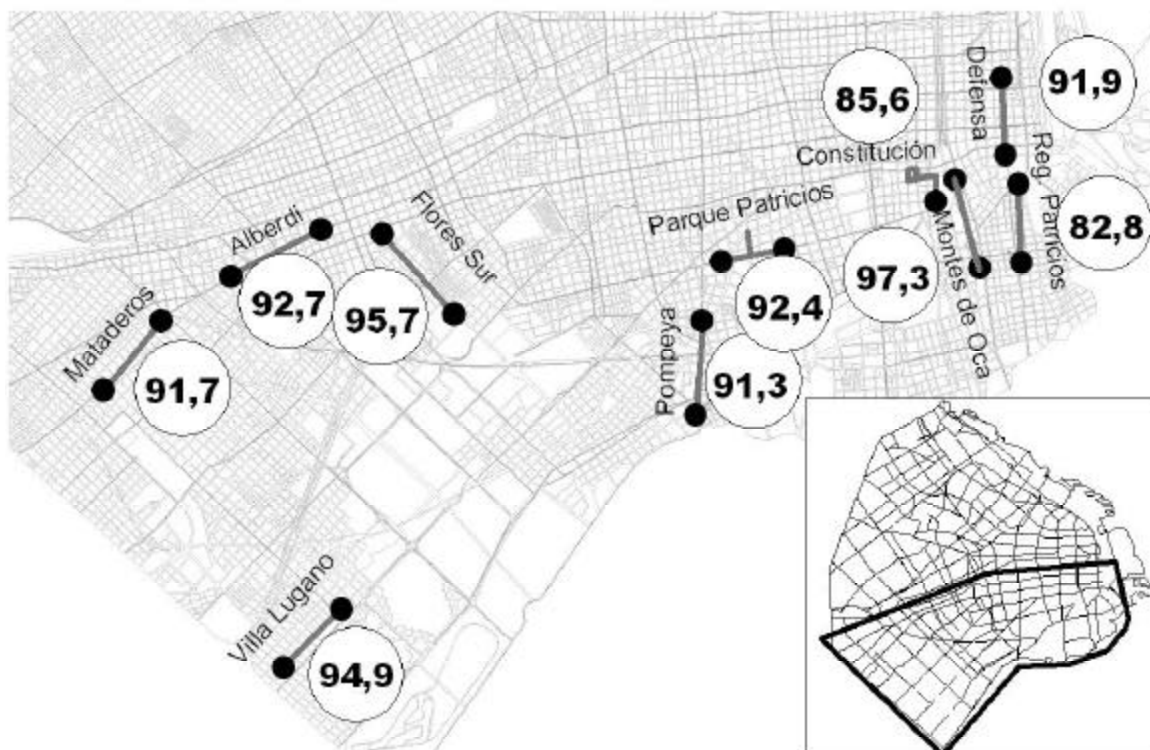 Defensa
91,9
85,6
Constitución
Reg. Patricios
82,8
Parque Patricios
Montes de Oca
97,3
Alberdi
92,7
Flores Sur
95,7
92,4
Mataderos
91,7
Pompeya
91,3
Villa Lugano
94,9